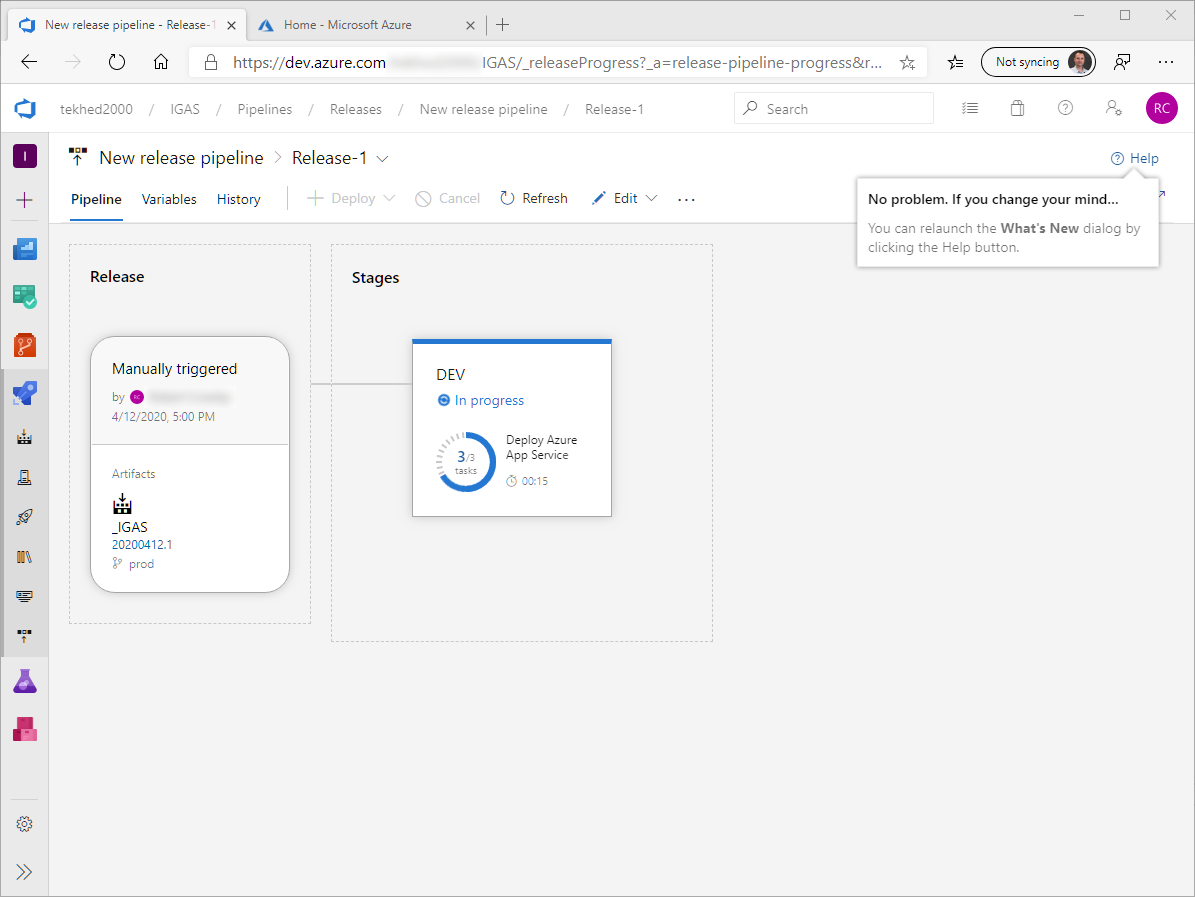 New release pipeline - Release-1
Home - Microsoft Azure
https://dev.azure.com
IGAS/_releaseProgress?_a=release-pipeline-progress&r...
Not syncing
tekhed2000 / IGAS / Pipelines / Releases / New release pipeline / Release-1
Search
RC
I
New release pipeline > Release-1
Help
Pipeline Variables History
Deploy Cancel Refresh Edit ...
No problem. If you change your mind...
You can relaunch the What's New dialog by
clicking the Help button.
Release
Stages
Manually triggered
by RC
4/12/2020, 5:00 PM
Artifacts
_IGAS
20200412.1
prod
DEV
In progress
3/3
tasks
Deploy Azure
App Service
00:15